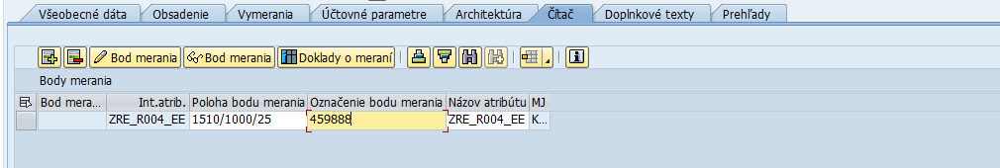 Všeobecné dáta Obsadenie Vymerania Účtovné parametre Architektúra Čítač Doplnkové texty Prehľady
Bod merania Bod merania Doklady o meraní
Body merania
Bod mera... Int.atrib. Poloha bodu merania Označenie bodu merania Názov atribútu MJ
ZRE_R004_EE 1510/1000/25 459888 ZRE_R004_EE K...